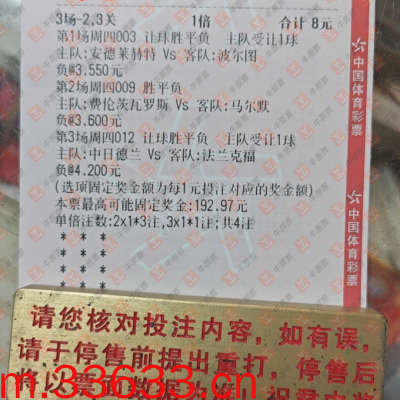 3场-2,3关 1倍 合计 8元
第1场周四003 让球胜平负 主队受让1球
主队:安德莱赫特 Vs 客队:波尔图
负@3.550元
第2场周四009 胜平负
主队:费伦茨瓦罗斯 Vs 客队:马尔默
负@3.600元
第3场周四012 让球胜平负 主队受让1球
主队:中日德兰 Vs 客队:法兰克福
负@4.200元
(选项固定奖金额为每1元投注对应的奖金额)
本票最高可能固定奖金:192.97元
单倍注数:2x1*3注,3x1*1注;共4注
* * *
* * *
* * *
* * *
中国体育彩票
中国体育彩票
请您核对投注内容，如有误，
请于停售前提出重打，停售后
m.33633.cn